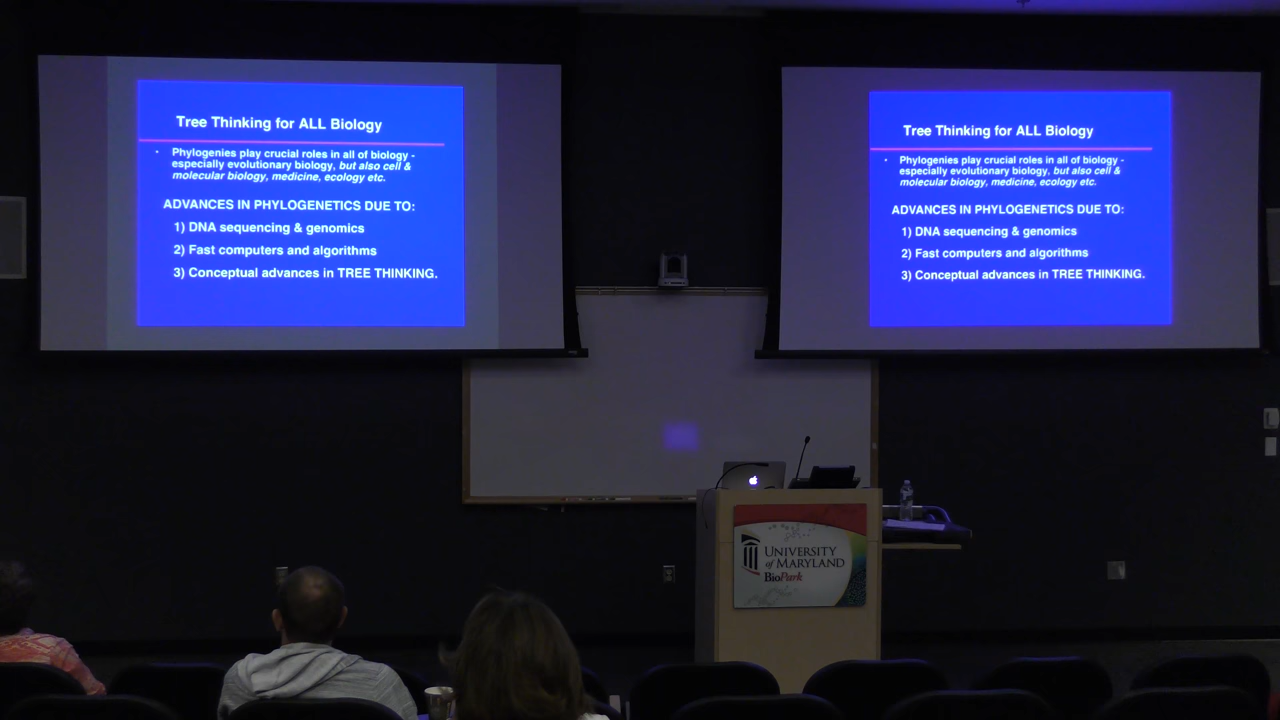 Tree Thinking for ALL Biology
• Phylogenies play crucial roles in all of biology -
especially evolutionary biology, but also cell &
molecular biology, medicine, ecology etc.
ADVANCES IN PHYLOGENETICS DUE TO:
1) DNA sequencing & genomics
2) Fast computers and algorithms
3) Conceptual advances in TREE THINKING.
Tree Thinking for ALL Biology
• Phylogenies play crucial roles in all of biology -
especially evolutionary biology, but also cell &
molecular biology, medicine, ecology etc.
ADVANCES IN PHYLOGENETICS DUE TO:
1) DNA sequencing & genomics
2) Fast computers and algorithms
3) Conceptual advances in TREE THINKING.
UNIVERSITY
of MARYLAND
BioPark